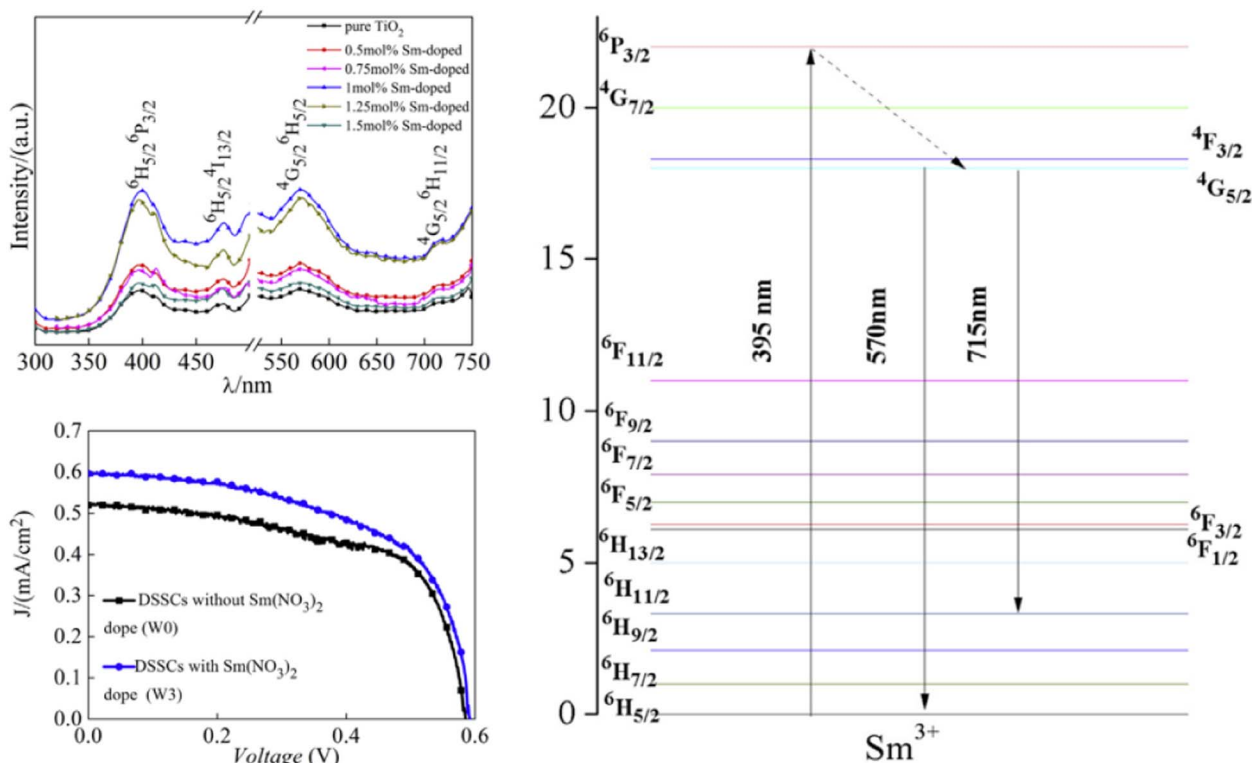 pure TiO2
0.5mol% Sm-doped
0.75mol% Sm-doped
1mol% Sm-doped
1.25mol% Sm-doped
1.5mol% Sm-doped
6H5/2 6P3/2
6H5/2 4I13/2
4G5/2 6H5/2
4G5/2 6H11/2
Intensity/(a.u.)
300 350 400 450 550 600 650 700 750
λ/nm
0.7
0.6
0.5
0.4
0.3
0.2
0.1
0.0
J/(mA/cm2)
DSSCs without Sm(NO3)2
dope (W0)
DSSCs with Sm(NO3)2
dope (W3)
0.0 0.2 0.4 0.6
Voltage (V)
6P3/2
4G7/2
20
4F3/2
4G5/2
15
395 nm
570nm
715nm
6F11/2
10
6F9/2
6F7/2
6F5/2
6F3/2
6H13/2
6F1/2
5
6H11/2
6H9/2
6H7/2
0
6H5/2
Sm3+